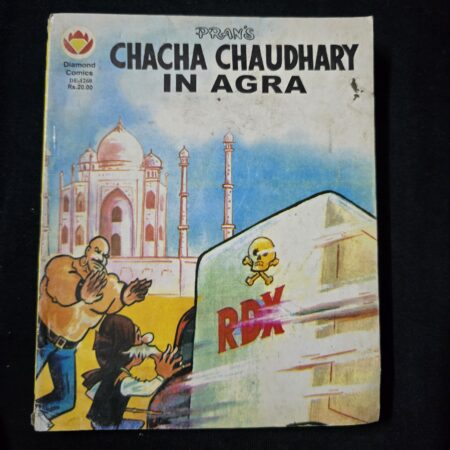 PRAN'S
CHACHA CHAUDHARY
IN AGRA
Diamond
Comics
Rs.20.00
RDX